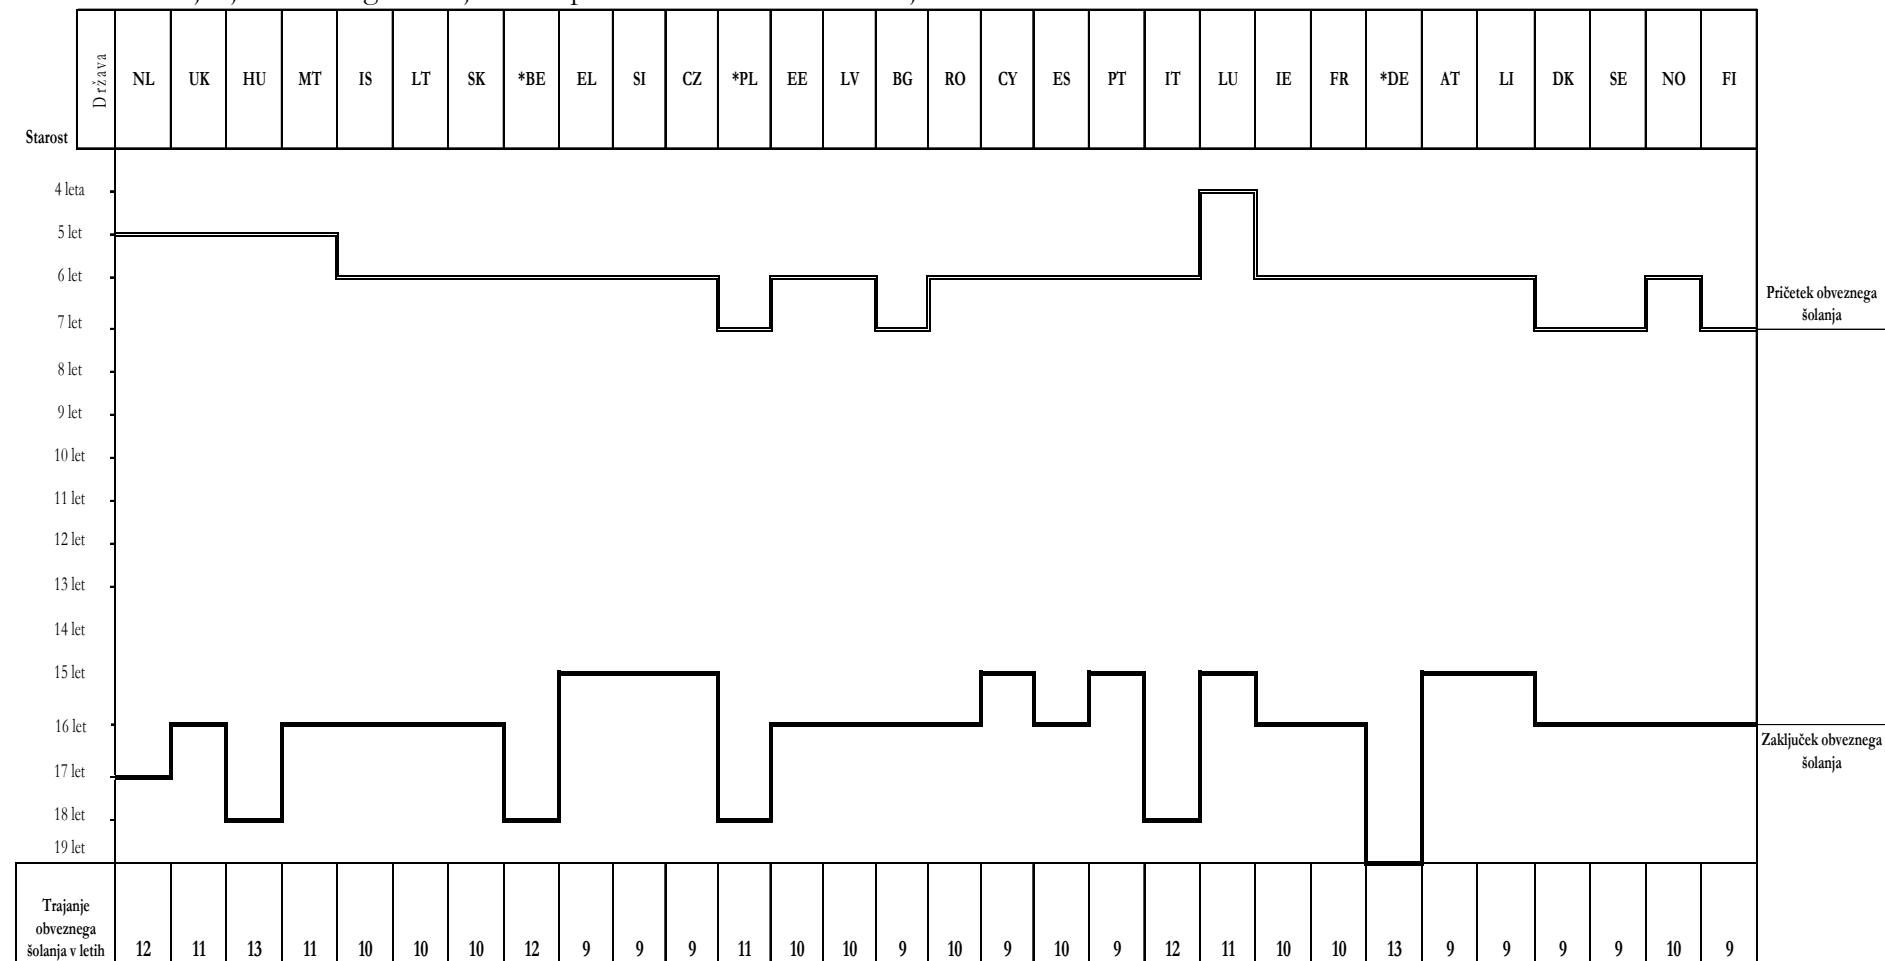 Država NL UK HU MT IS LT SK *BE EL SI CZ *PL EE LV BG RO CY ES PT IT LU IE FR *DE AT LI DK SE NO FI
Starost
4 leta
5 let
6 let
7 let
Pričetek obveznega
šolanja
8 let
9 let
10 let
11 let
12 let
13 let
14 let
15 let
16 let
Zaključek obveznega
šolanja
17 let
18 let
19 let
Trajanje
obveznega
šolanja v letih 12 11 13 11 10 10 10 12 9 9 9 11 10 10 9 10 9 10 9 12 11 10 10 13 9 9 9 9 10 9